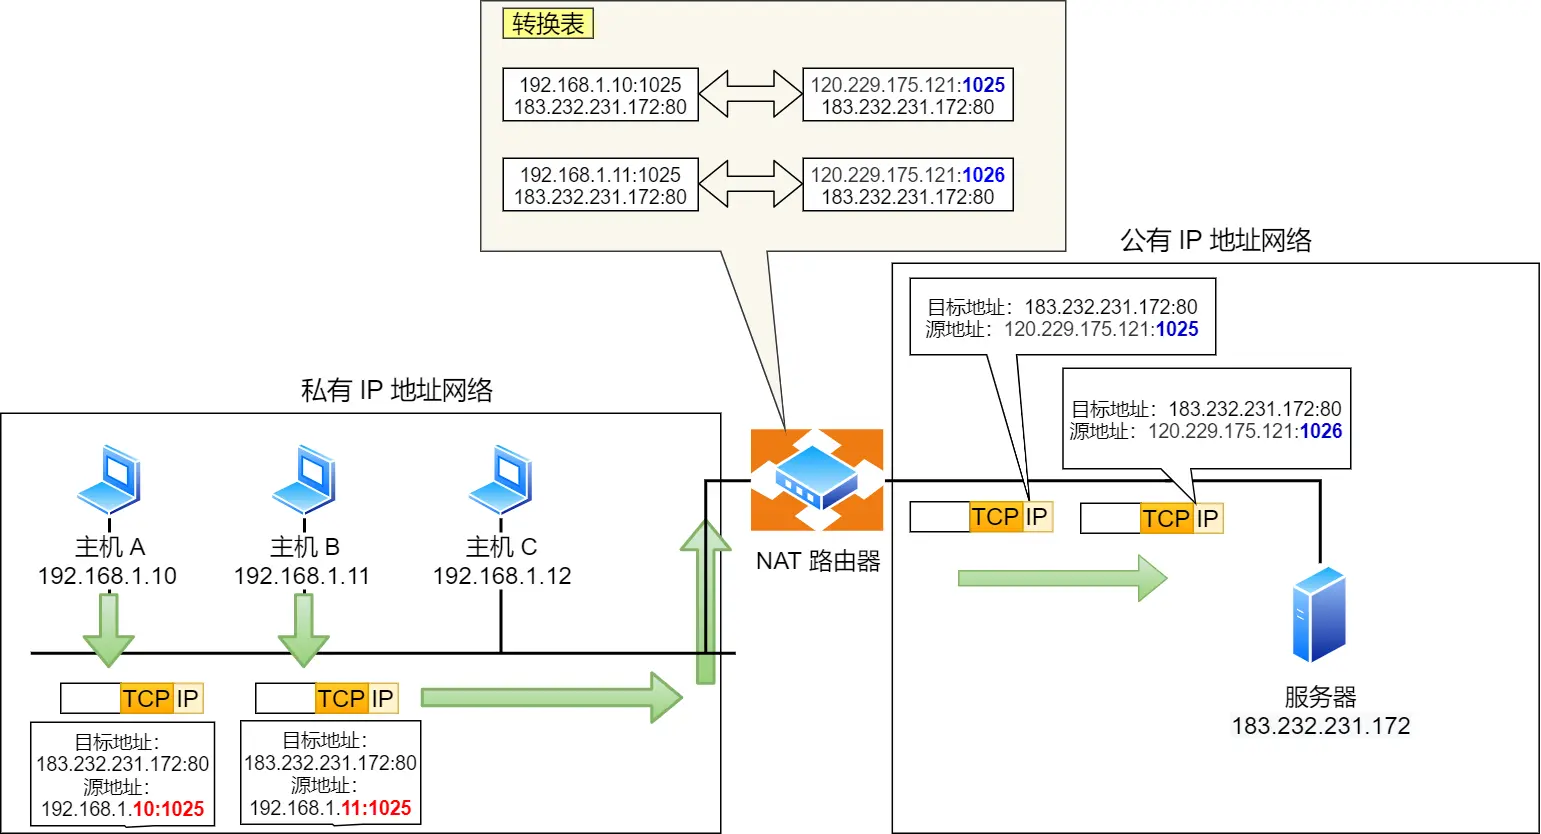 转换表
192.168.1.10:1025
183.232.231.172:80
120.229.175.121:1025
183.232.231.172:80
192.168.1.11:1025
183.232.231.172:80
120.229.175.121:1026
183.232.231.172:80
公有 IP 地址网络
目标地址：183.232.231.172:80
源地址：120.229.175.121:1025
目标地址：183.232.231.172:80
源地址：120.229.175.121:1026
私有 IP 地址网络
TCP IP
TCP IP
NAT 路由器
主机 A
192.168.1.10
主机 B
192.168.1.11
主机 C
192.168.1.12
TCP IP
TCP IP
目标地址：
183.232.231.172:80
源地址：
192.168.1.10:1025
目标地址：
183.232.231.172:80
源地址：
192.168.1.11:1025
服务器
183.232.231.172